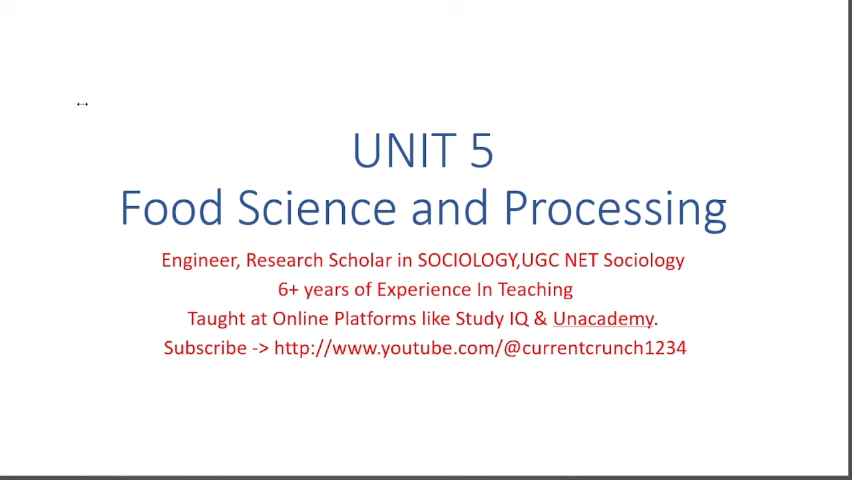 UNIT 5
Food Science and Processing
Engineer, Research Scholar in SOCIOLOGY,UGC NET Sociology
6+ years of Experience In Teaching
Taught at Online Platforms like Study IQ & Unacademy.
Subscribe -> http://www.youtube.com/@currentcrunch1234